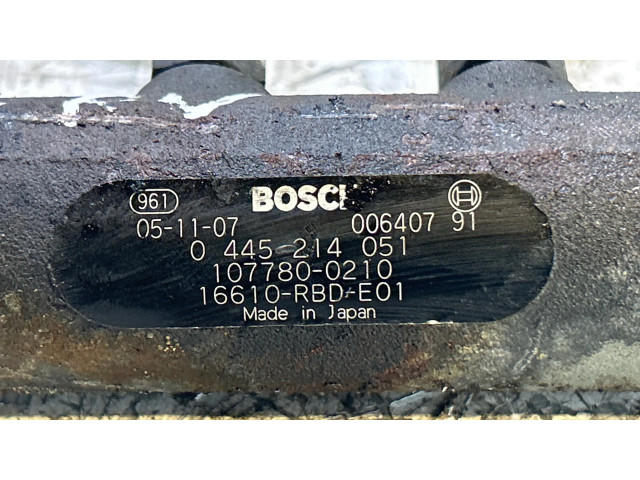 961 BOSCH
05-11-07 006407 91
0 445 214 051
107780-0210
16610-RBD-E01
Made in Japan